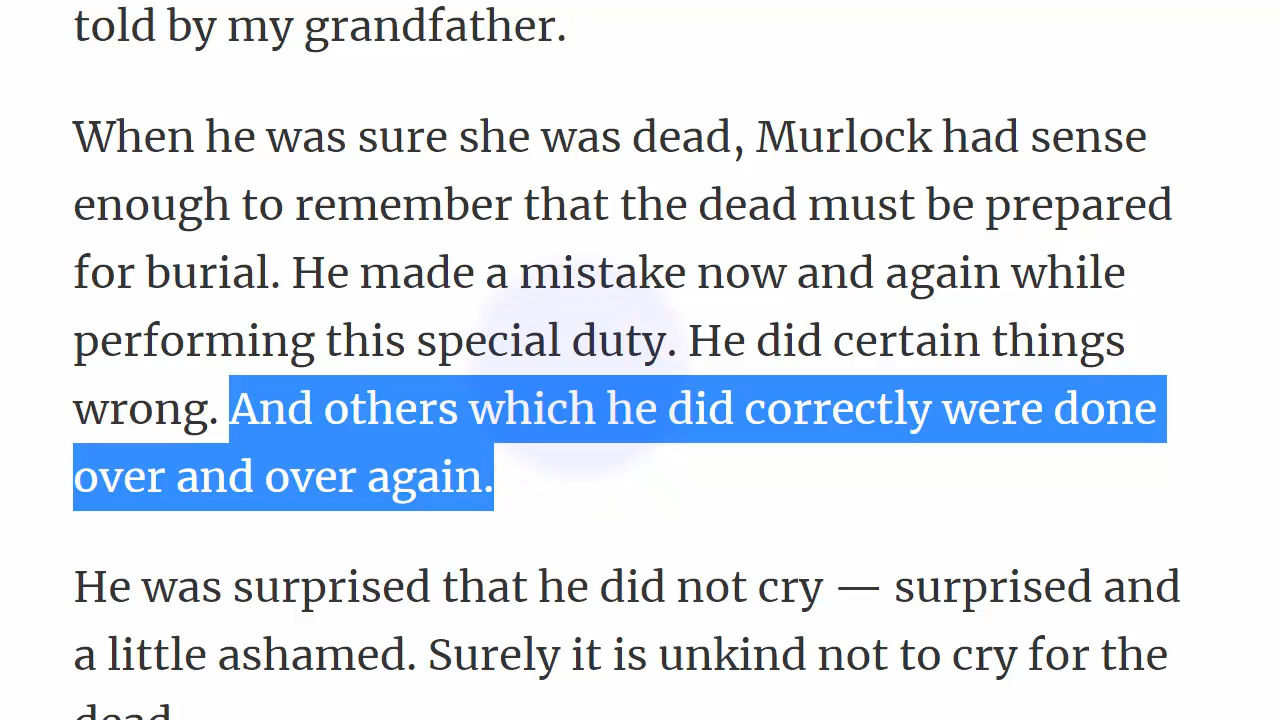 told by my grandfather.
When he was sure she was dead, Murlock had sense
enough to remember that the dead must be prepared
for burial. He made a mistake now and again while
performing this special duty. He did certain things
wrong. And others which he did correctly were done
over and over again.
He was surprised that he did not cry — surprised and
a little ashamed. Surely it is unkind not to cry for the
dead.